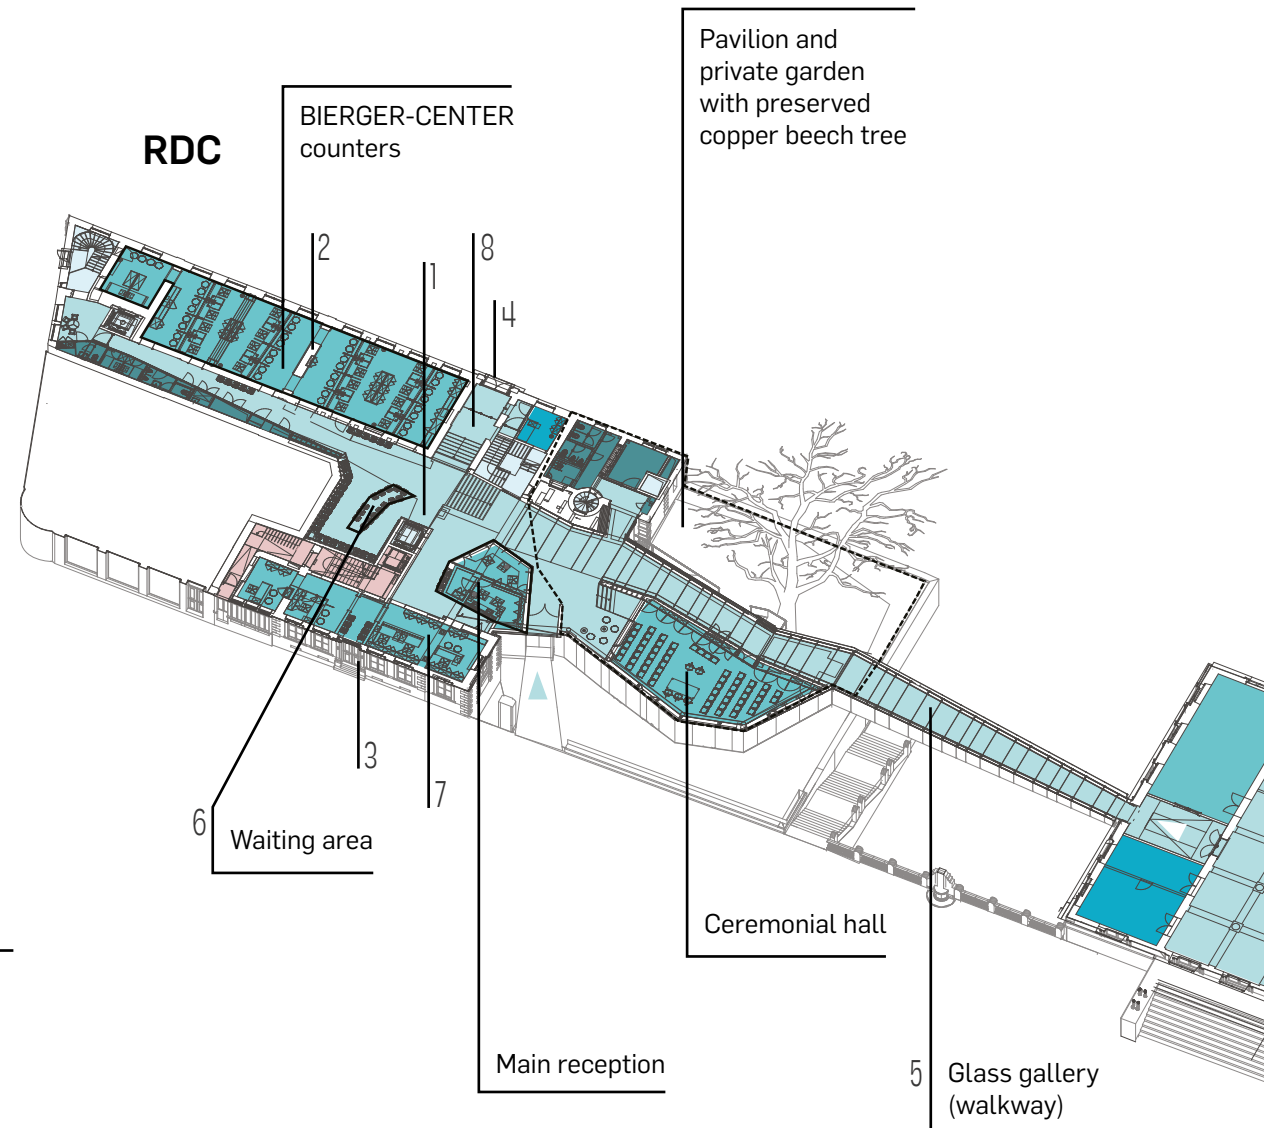 Pavilion and
private garden
with preserved
copper beech tree
BIERGER-CENTER
counters
RDC
2
1
8
4
3
7
6
Waiting area
Ceremonial hall
Main reception
5
Glass gallery
(walkway)